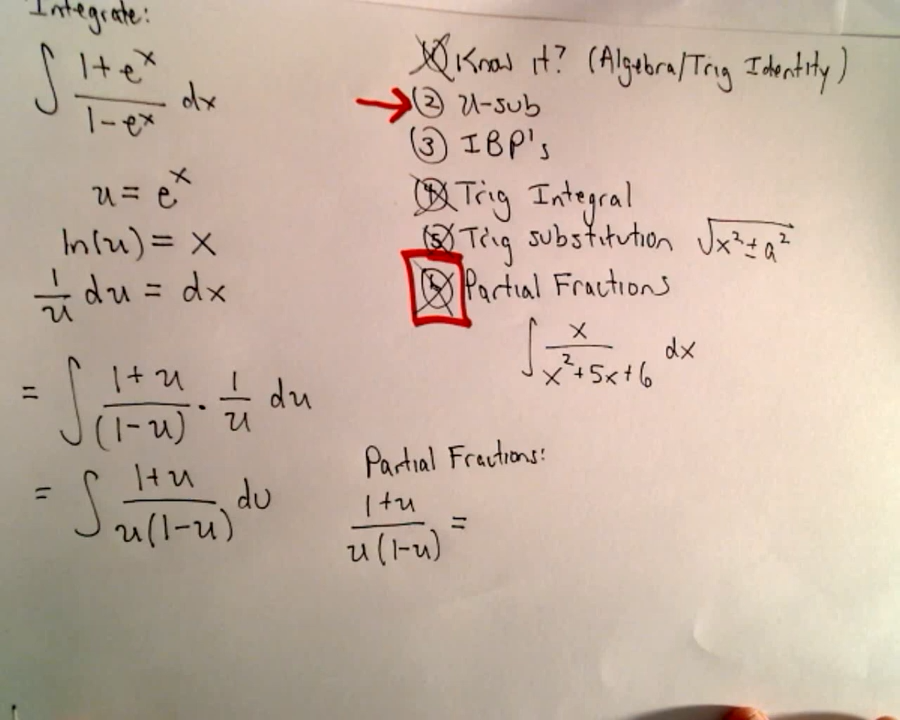 Integrate:
∫ (1+e^x)/(1-e^x) dx
u = e^x
ln(u) = x
1/u du = dx
= ∫ (1+u)/(1-u) · 1/u du
= ∫ (1+u)/(u(1-u)) du
① Know it? (Algebra/Trig Identity)
→ ② u-sub
③ IBP's
④ Trig Integral
⑤ Trig substitution √(x²±a²)
Partial Fractions
∫ x/(x²+5x+6) dx
Partial Fractions:
(1+u)/(u(1-u)) =